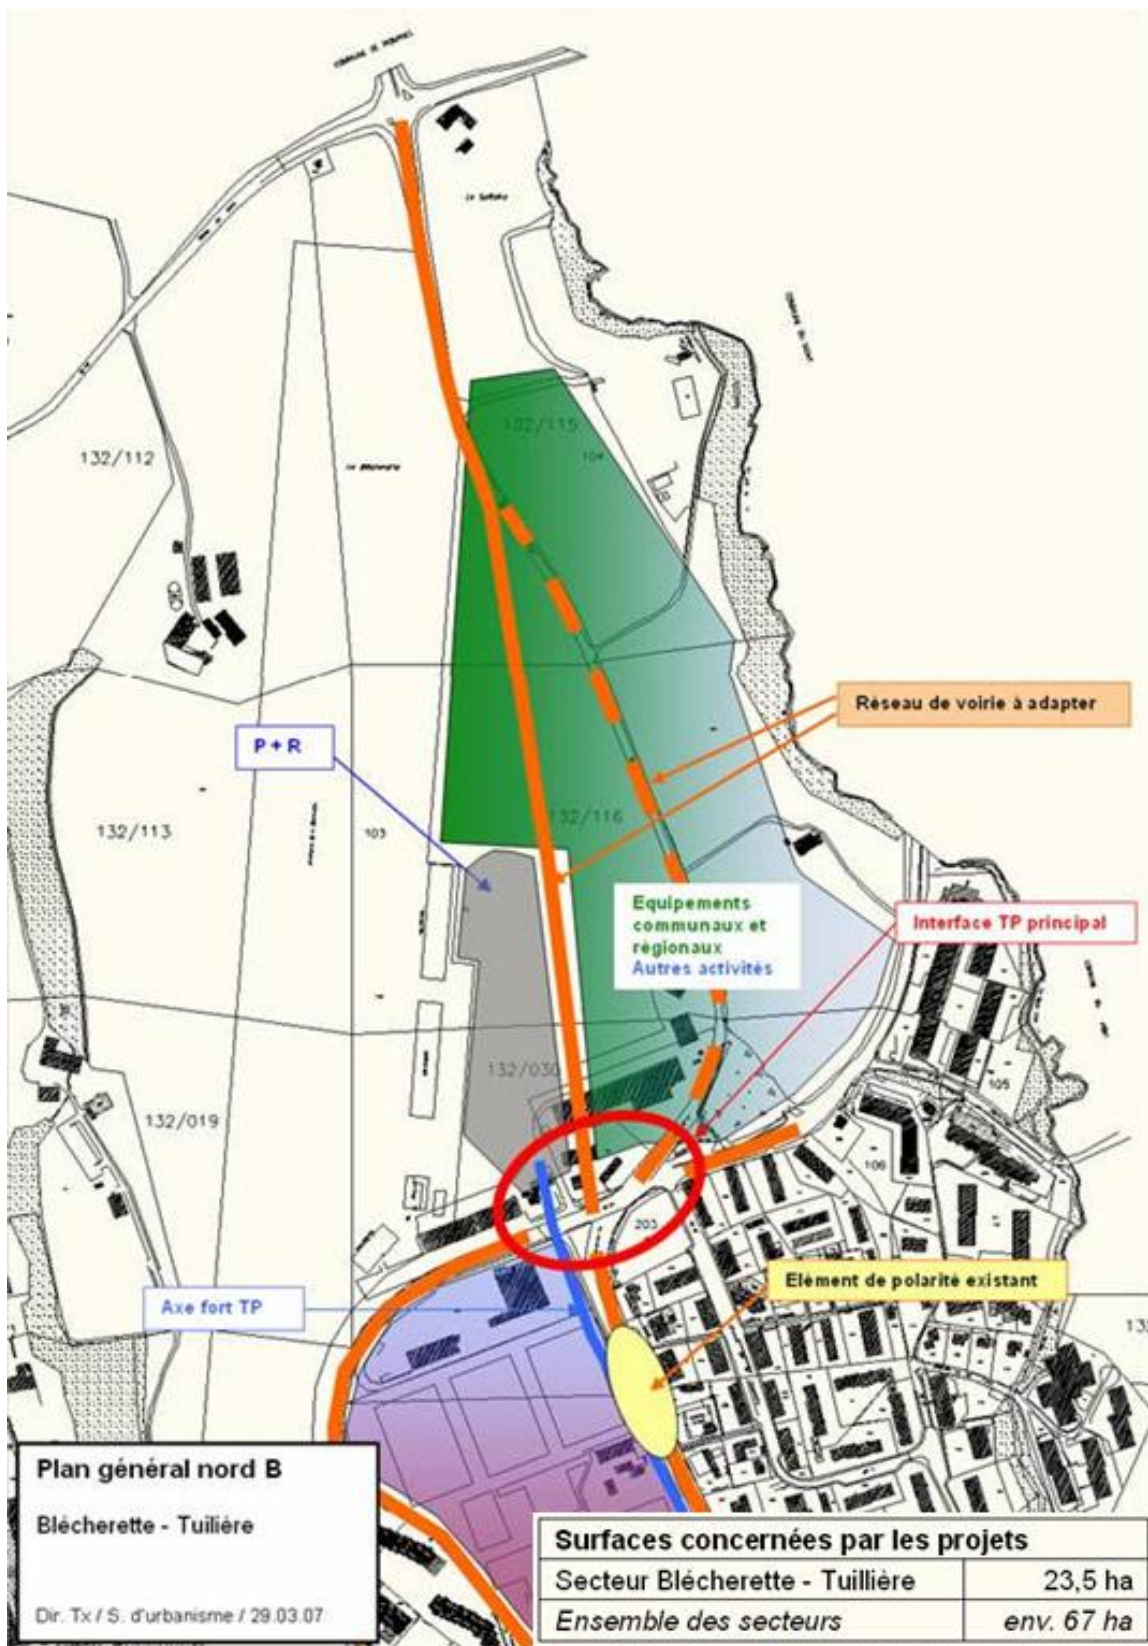 132/115
104
132/112
Réseau de voirie à adapter
P + R
132/116
132/113
103
Equipements
communaux et
régionaux
Autres activités
Interface TP principal
132/030
105
132/019
106
203
Elément de polarité existant
Axe fort TP
Plan général nord B
Blécherette - Tuilière
Dir. Tx / S. d'urbanisme / 29.03.07
Surfaces concernées par les projets
Secteur Blécherette - Tuillière 23,5 ha
Ensemble des secteurs env. 67 ha